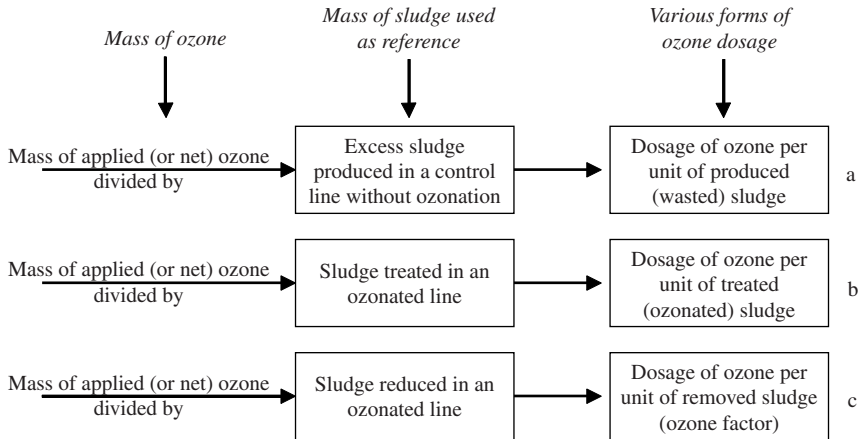 Mass of ozone
Mass of sludge used
as reference
Various forms of
ozone dosage
Mass of applied (or net) ozone
divided by
Excess sludge
produced in a control
line without ozonation
Dosage of ozone per
unit of produced
(wasted) sludge
a
Mass of applied (or net) ozone
divided by
Sludge treated in an
ozonated line
Dosage of ozone per
unit of treated
(ozonated) sludge
b
Mass of applied (or net) ozone
divided by
Sludge reduced in an
ozonated line
Dosage of ozone per
unit of removed sludge
(ozone factor)
c